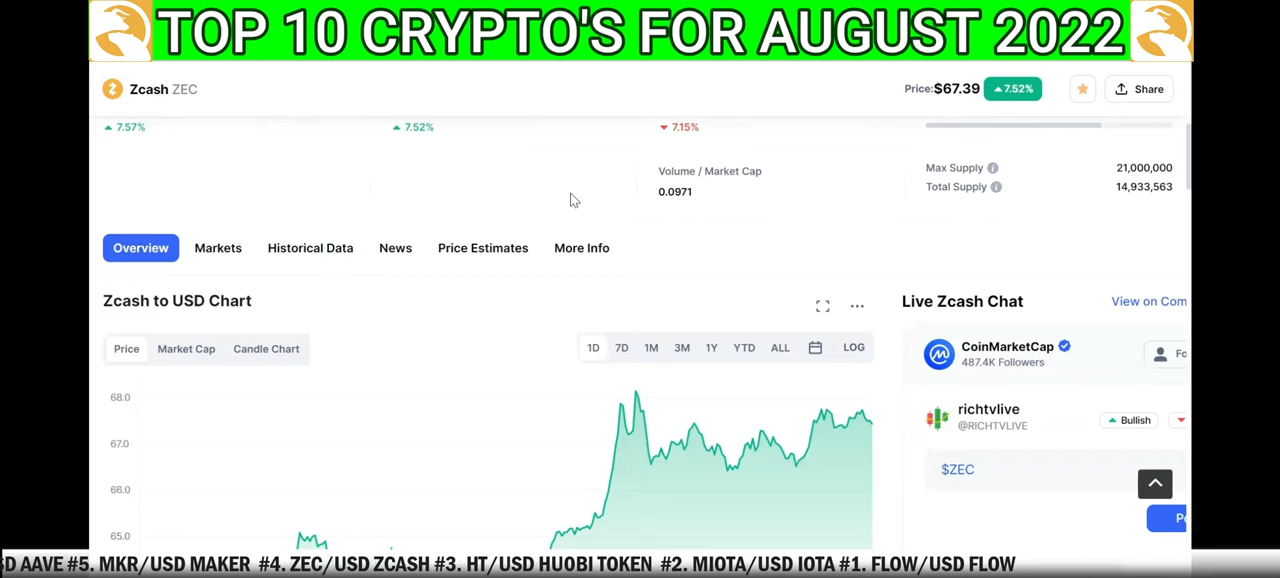 TOP 10 CRYPTO'S FOR AUGUST 2022
Zcash ZEC
Price:$67.39 7.52%
Share
7.57%
7.52%
7.15%
Volume / Market Cap
0.0971
Max Supply 21,000,000
Total Supply 14,933,563
Overview Markets Historical Data News Price Estimates More Info
Zcash to USD Chart
Price Market Cap Candle Chart
1D 7D 1M 3M 1Y YTD ALL LOG
68.0
67.0
66.0
65.0
Live Zcash Chat
View on Com
CoinMarketCap
487.4K Followers
Fo
richtvlive
@RICHTVLIVE
Bullish
$ZEC
P
D AAVE #5. MKR/USD MAKER #4. ZEC/USD ZCASH #3. HT/USD HUOBI TOKEN #2. MIOTA/USD IOTA #1. FLOW/USD FLOW